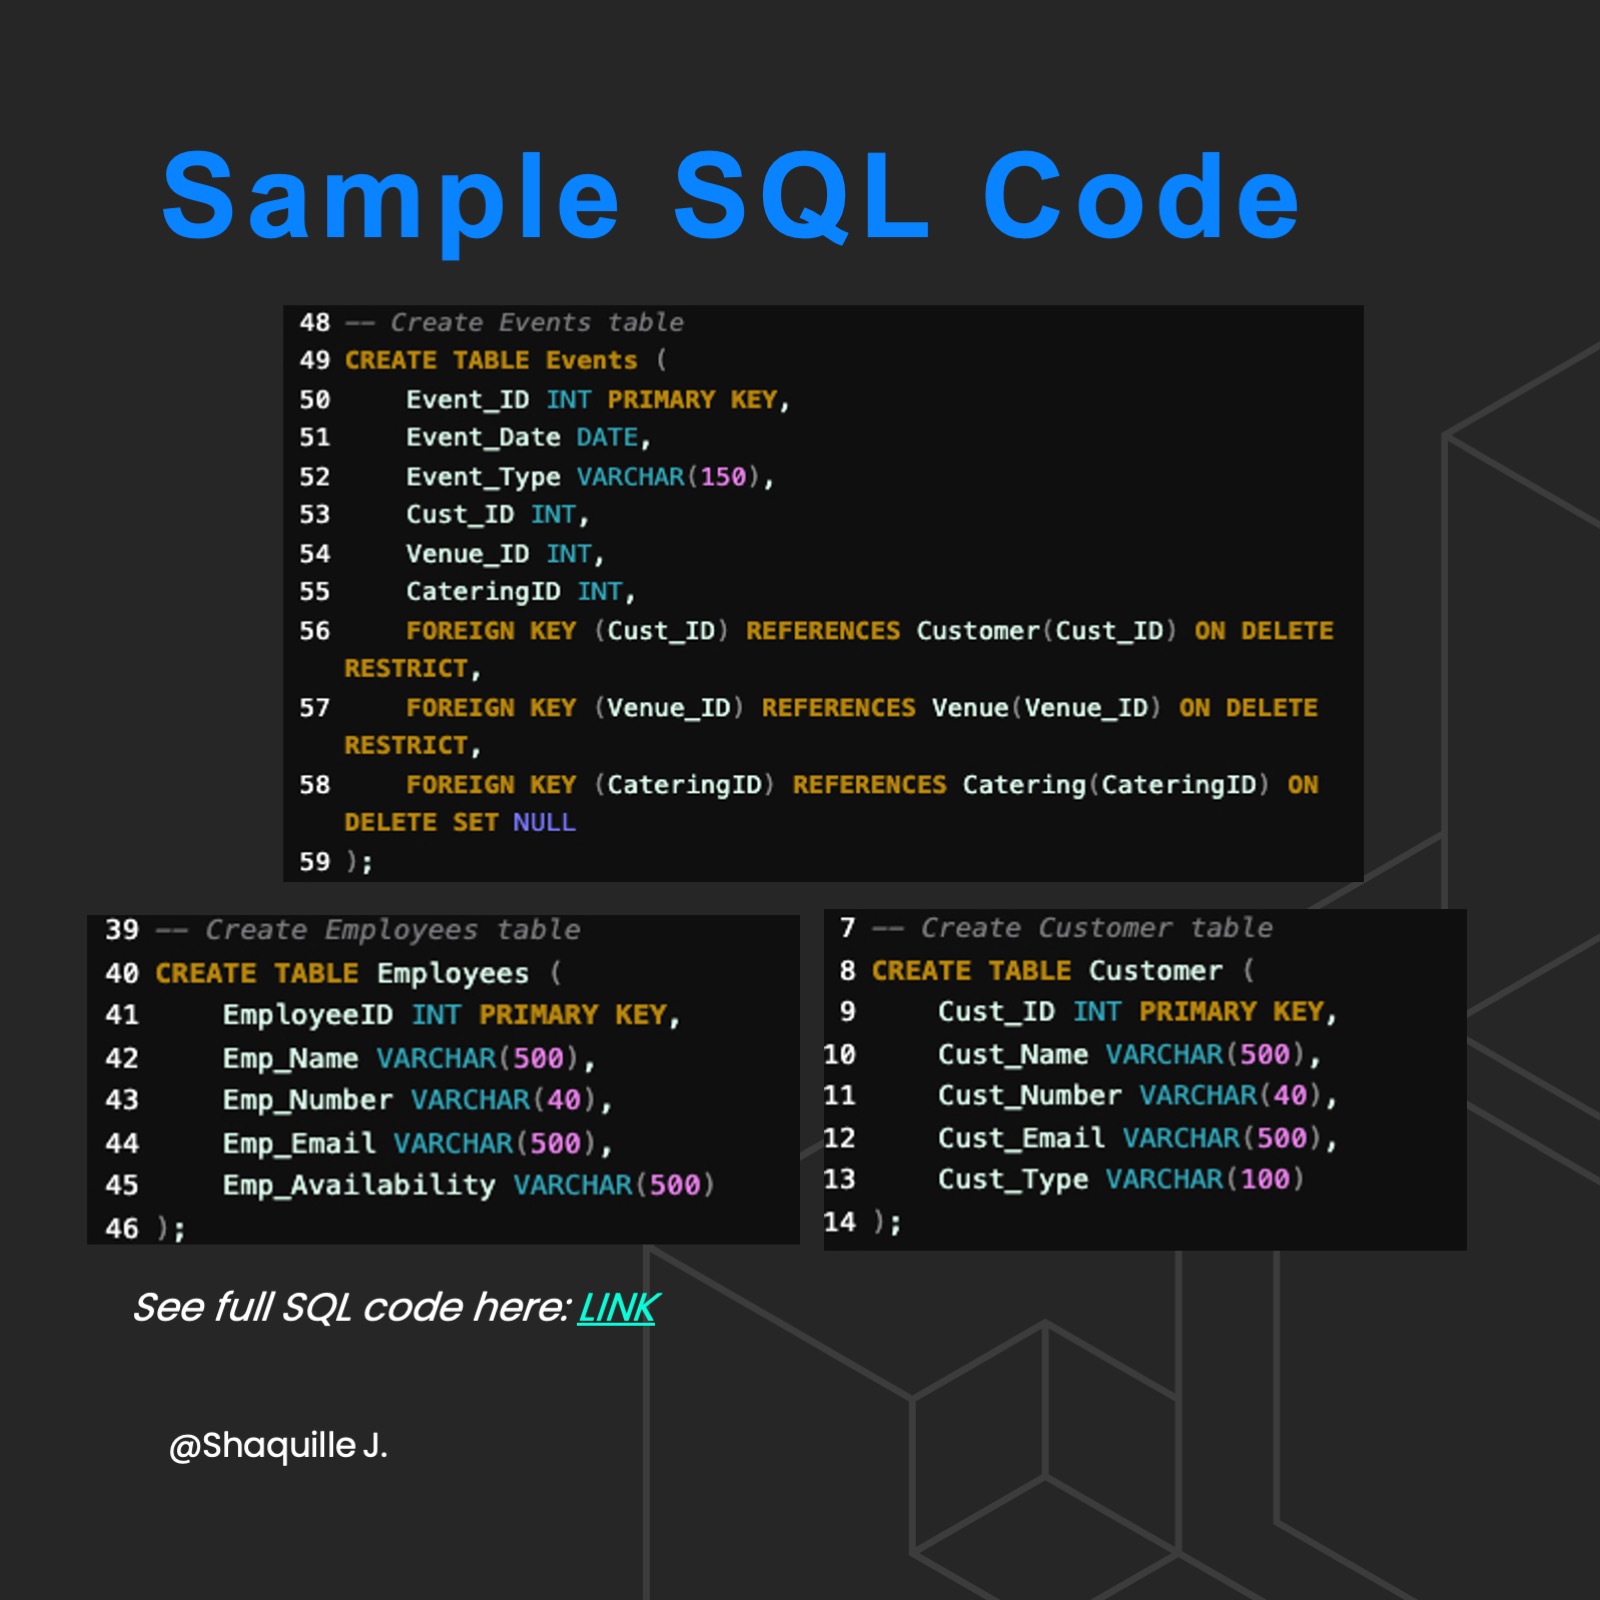 Sample SQL Code
48 -- Create Events table
49 CREATE TABLE Events (
50     Event_ID INT PRIMARY KEY,
51     Event_Date DATE,
52     Event_Type VARCHAR(150),
53     Cust_ID INT,
54     Venue_ID INT,
55     CateringID INT,
56     FOREIGN KEY (Cust_ID) REFERENCES Customer(Cust_ID) ON DELETE
RESTRICT,
57     FOREIGN KEY (Venue_ID) REFERENCES Venue(Venue_ID) ON DELETE
RESTRICT,
58     FOREIGN KEY (CateringID) REFERENCES Catering(CateringID) ON
DELETE SET NULL
59 );
39 -- Create Employees table
40 CREATE TABLE Employees (
41     EmployeeID INT PRIMARY KEY,
42     Emp_Name VARCHAR(500),
43     Emp_Number VARCHAR(40),
44     Emp_Email VARCHAR(500),
45     Emp_Availability VARCHAR(500)
46 );
7 -- Create Customer table
8 CREATE TABLE Customer (
9     Cust_ID INT PRIMARY KEY,
10     Cust_Name VARCHAR(500),
11     Cust_Number VARCHAR(40),
12     Cust_Email VARCHAR(500),
13     Cust_Type VARCHAR(100)
14 );
See full SQL code here: LINK
@Shaquille J.